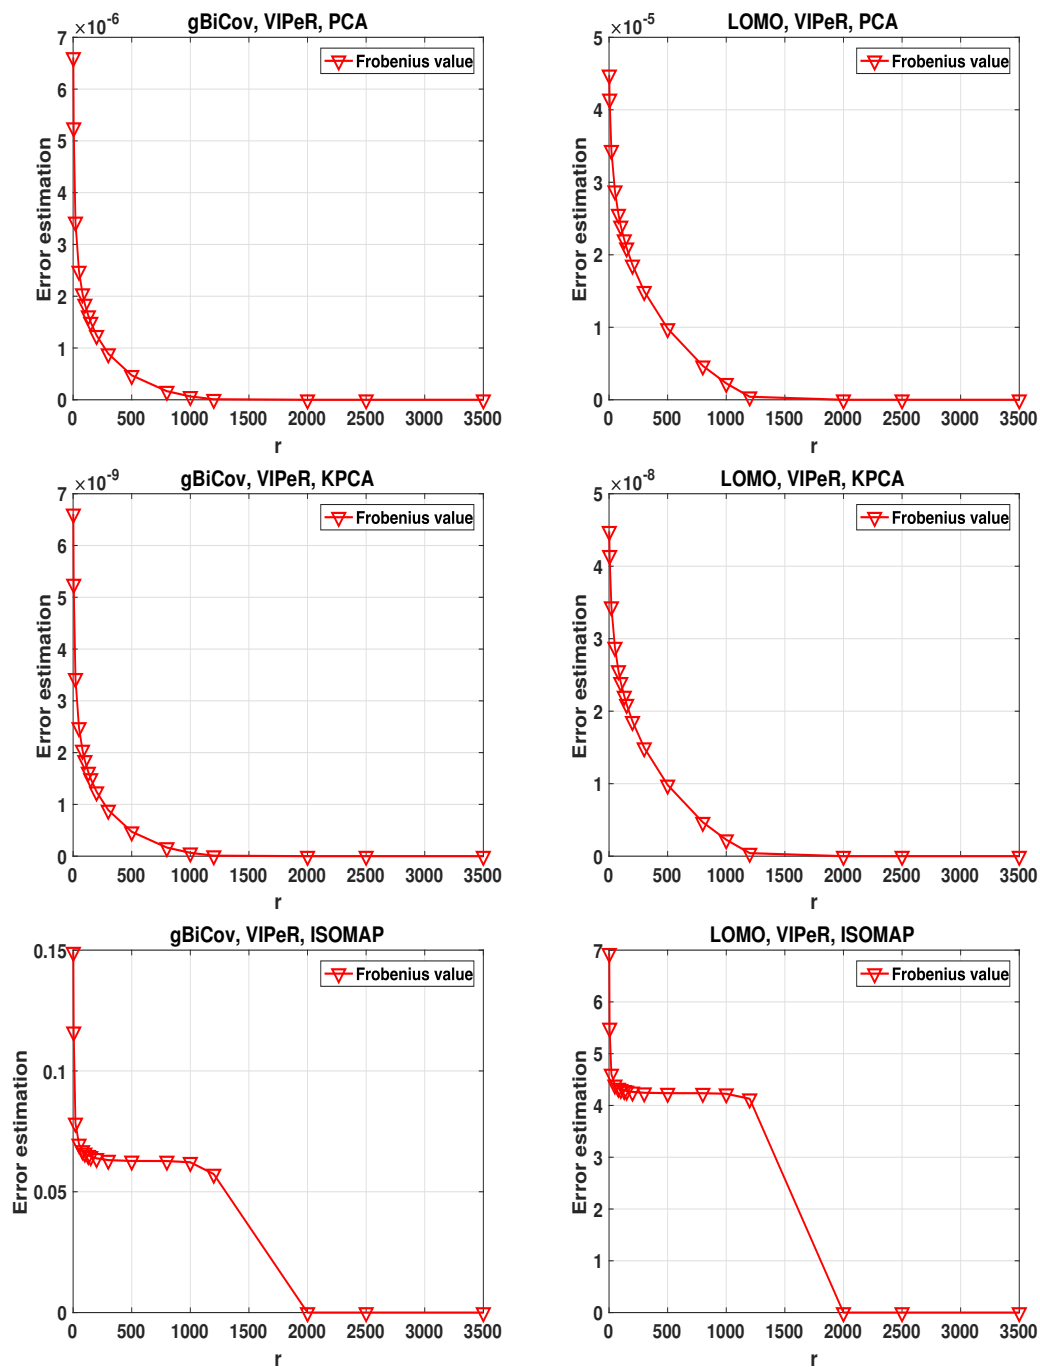 gBiCov, VIPeR, PCA
×10^-6
Frobenius value
Error estimation
7
6
5
4
3
2
1
0
0 500 1000 1500 2000 2500 3000 3500
r
LOMO, VIPeR, PCA
×10^-5
Frobenius value
Error estimation
5
4
3
2
1
0
0 500 1000 1500 2000 2500 3000 3500
r
gBiCov, VIPeR, KPCA
×10^-9
Frobenius value
Error estimation
7
6
5
4
3
2
1
0
0 500 1000 1500 2000 2500 3000 3500
r
LOMO, VIPeR, KPCA
×10^-8
Frobenius value
Error estimation
5
4
3
2
1
0
0 500 1000 1500 2000 2500 3000 3500
r
gBiCov, VIPeR, ISOMAP
Frobenius value
Error estimation
0.15
0.1
0.05
0
0 500 1000 1500 2000 2500 3000 3500
r
LOMO, VIPeR, ISOMAP
Frobenius value
Error estimation
7
6
5
4
3
2
1
0
0 500 1000 1500 2000 2500 3000 3500
r